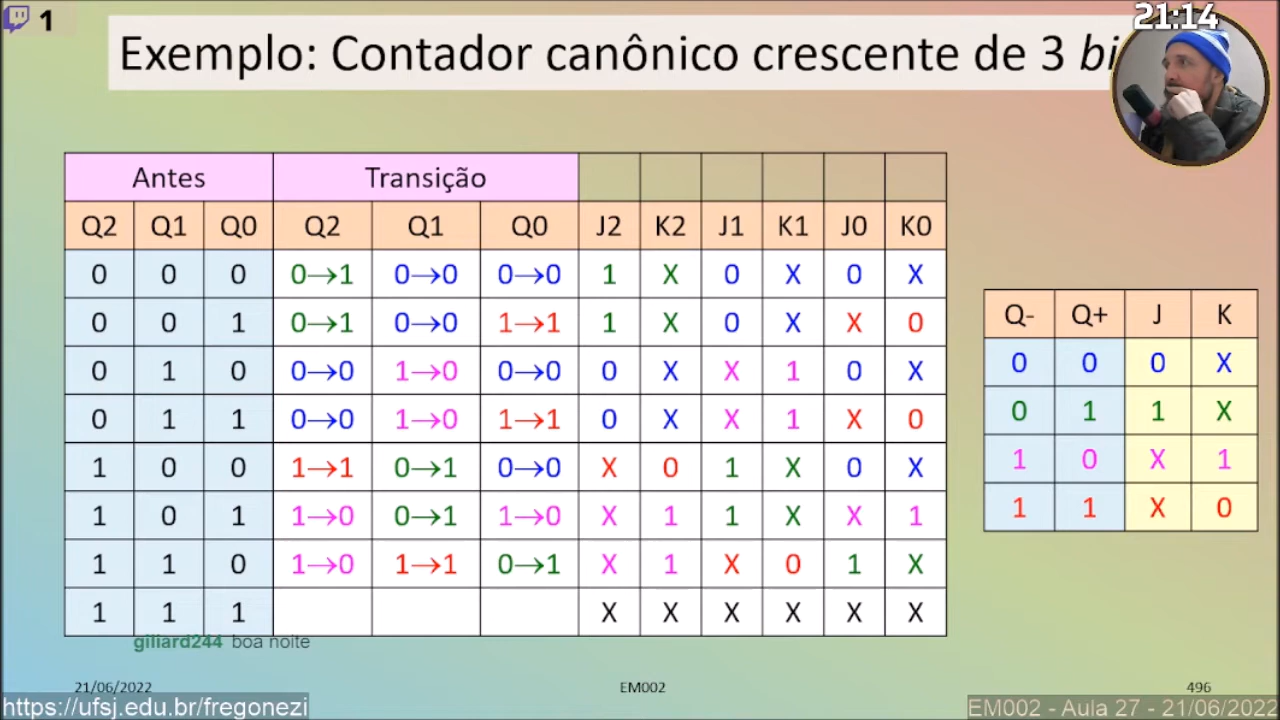 1
21:14
Exemplo: Contador canônico crescente de 3 bi
Antes Transição
Q2 Q1 Q0 Q2 Q1 Q0 J2 K2 J1 K1 J0 K0
0 0 0 0→1 0→0 0→0 1 X 0 X 0 X
0 0 1 0→1 0→0 1→1 1 X 0 X X 0
0 1 0 0→0 1→0 0→0 0 X X 1 0 X
0 1 1 0→0 1→0 1→1 0 X X 1 X 0
1 0 0 1→1 0→1 0→0 X 0 1 X 0 X
1 0 1 1→0 0→1 1→0 X 1 1 X X 1
1 1 0 1→0 1→1 0→1 X 1 X 0 1 X
1 1 1 X X X X X X
Q- Q+ J K
0 0 0 X
0 1 1 X
1 0 X 1
1 1 X 0
giliard244 boa noite
21/06/2022 EM002 496
https://ufsj.edu.br/fregonezi
EM002 - Aula 27 - 21/06/2022